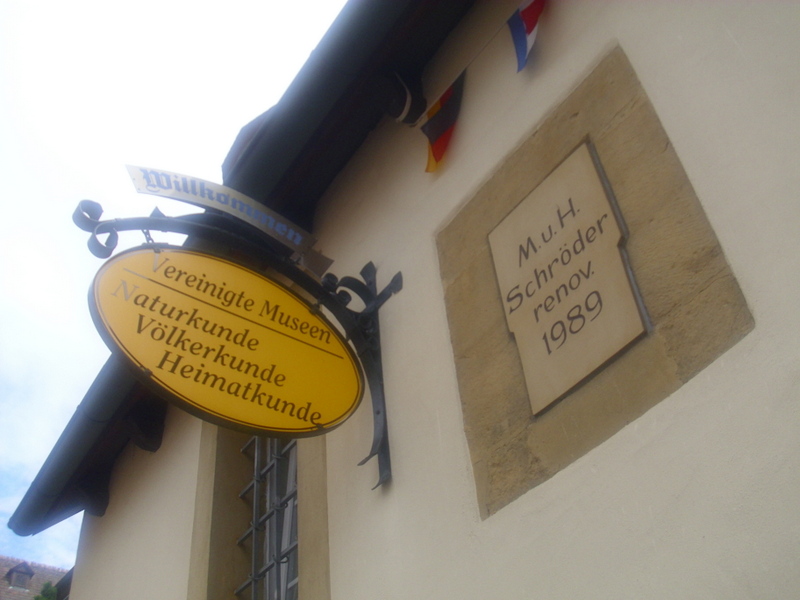 Willkommen
Vereinigte Museen
Naturkunde
Völkerkunde
Heimatkunde
M.u.H.
Schröder
renov.
1989